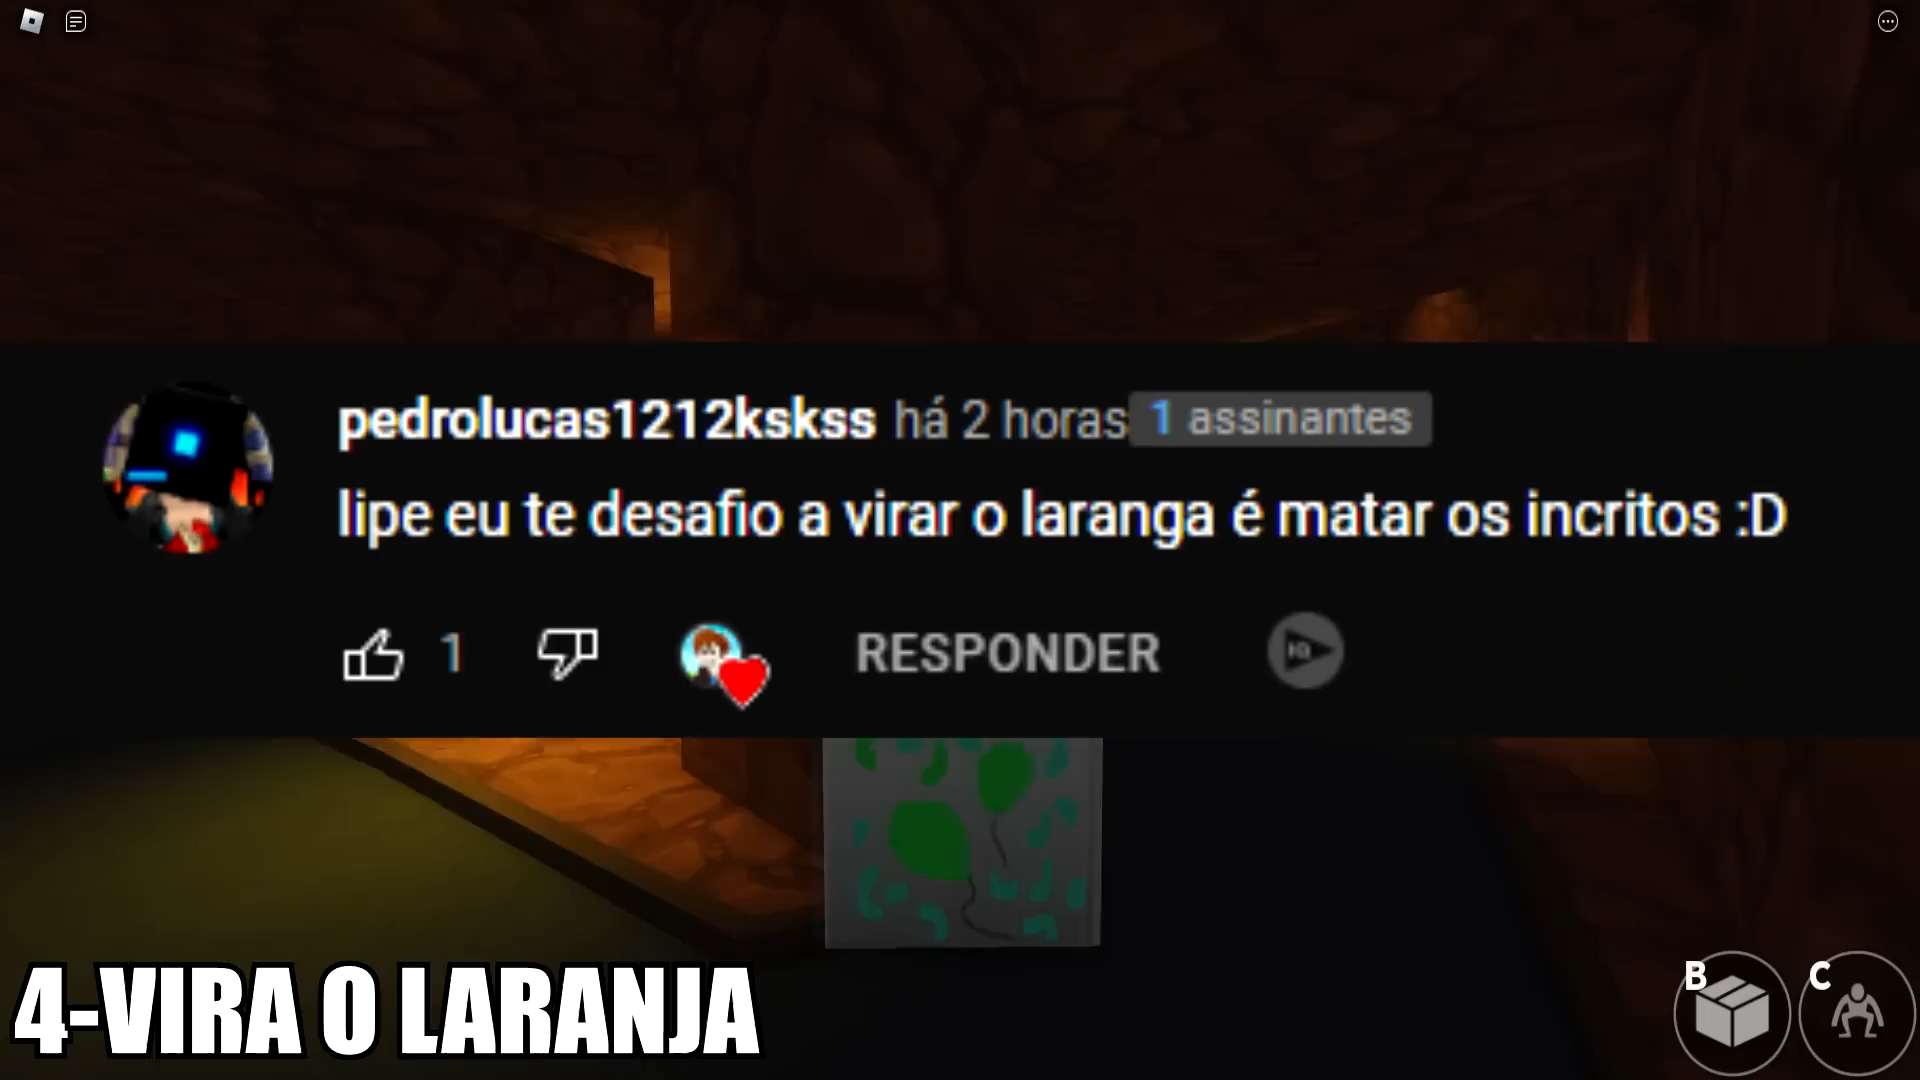 pedrolucas1212kskss há 2 horas 1 assinantes
lipe eu te desafio a virar o laranga é matar os incritos :D
1 RESPONDER HQ
B C
4-VIRA O LARANJA